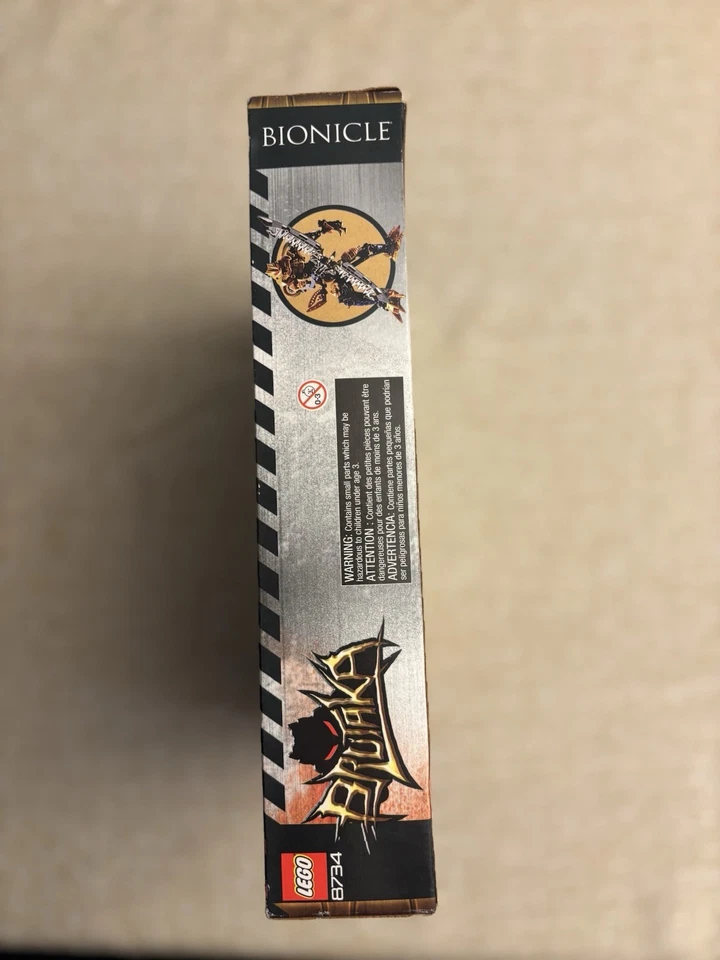 BIONICLE
0-3
WARNING: Contains small parts which may be
hazardous to children under age 3.
ATTENTION : Contient des petites pièces pouvant être
dangereuses pour des enfants de moins de 3 ans.
ADVERTENCIA: Contiene partes pequeñas que podrían
ser peligrosas para niños menores de 3 años.
BRUTAKA
LEGO
8734